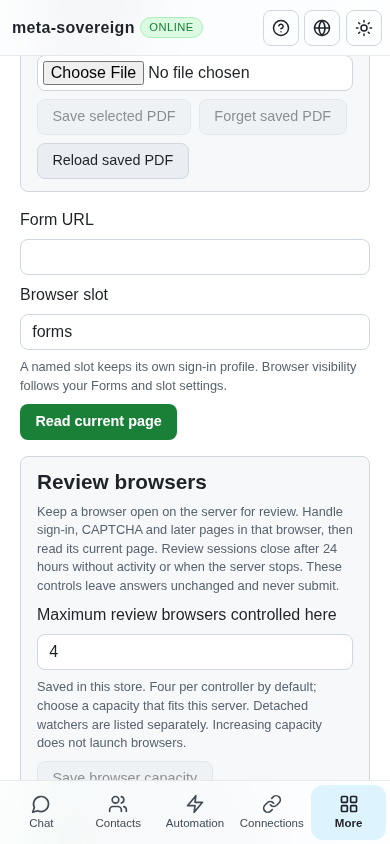 meta-sovereign ONLINE
Choose File No file chosen
Save selected PDF Forget saved PDF
Reload saved PDF
Form URL
Browser slot
forms
A named slot keeps its own sign-in profile. Browser visibility
follows your Forms and slot settings.
Read current page
Review browsers
Keep a browser open on the server for review. Handle
sign-in, CAPTCHA and later pages in that browser, then
read its current page. Review sessions close after 24
hours without activity or when the server stops. These
controls leave answers unchanged and never submit.
Maximum review browsers controlled here
4
Saved in this store. Four per controller by default;
choose a capacity that fits this server. Detached
watchers are listed separately. Increasing capacity
does not launch browsers.
Save browser capacity
Chat Contacts Automation Connections More